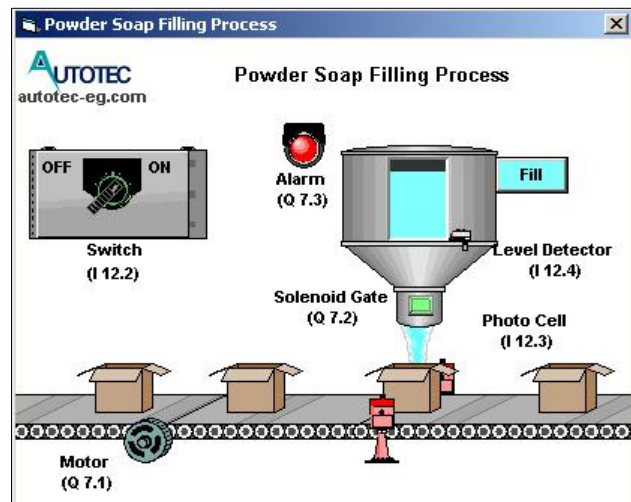 Powder Soap Filling Process
AUTOTEC
autotec-eg.com
Powder Soap Filling Process
OFF
ON
Switch
(I 12.2)
Alarm
(Q 7.3)
Fill
Level Detector
(I 12.4)
Solenoid Gate
(Q 7.2)
Photo Cell
(I 12.3)
Motor
(Q 7.1)